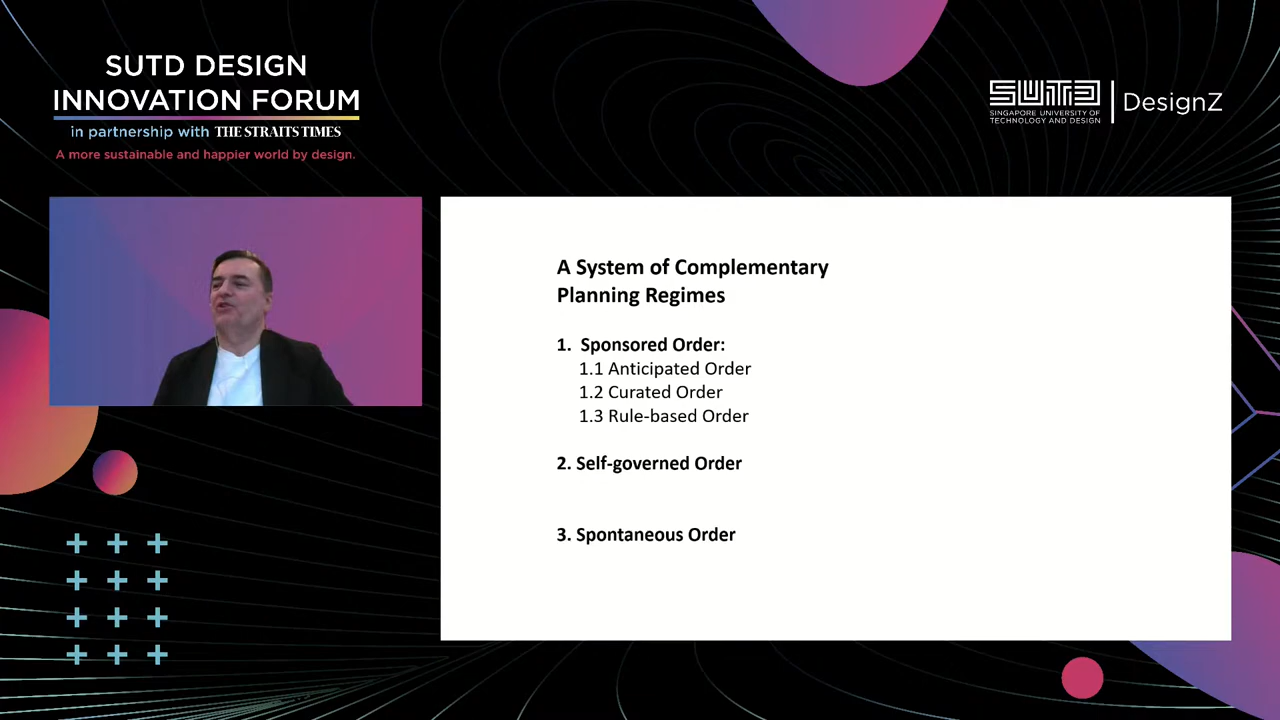 SUTD DESIGN
INNOVATION FORUM
in partnership with THE STRAITS TIMES
A more sustainable and happier world by design.
SUTD
SINGAPORE UNIVERSITY OF
TECHNOLOGY AND DESIGN
DesignZ
A System of Complementary
Planning Regimes
1. Sponsored Order:
1.1 Anticipated Order
1.2 Curated Order
1.3 Rule-based Order
2. Self-governed Order
3. Spontaneous Order